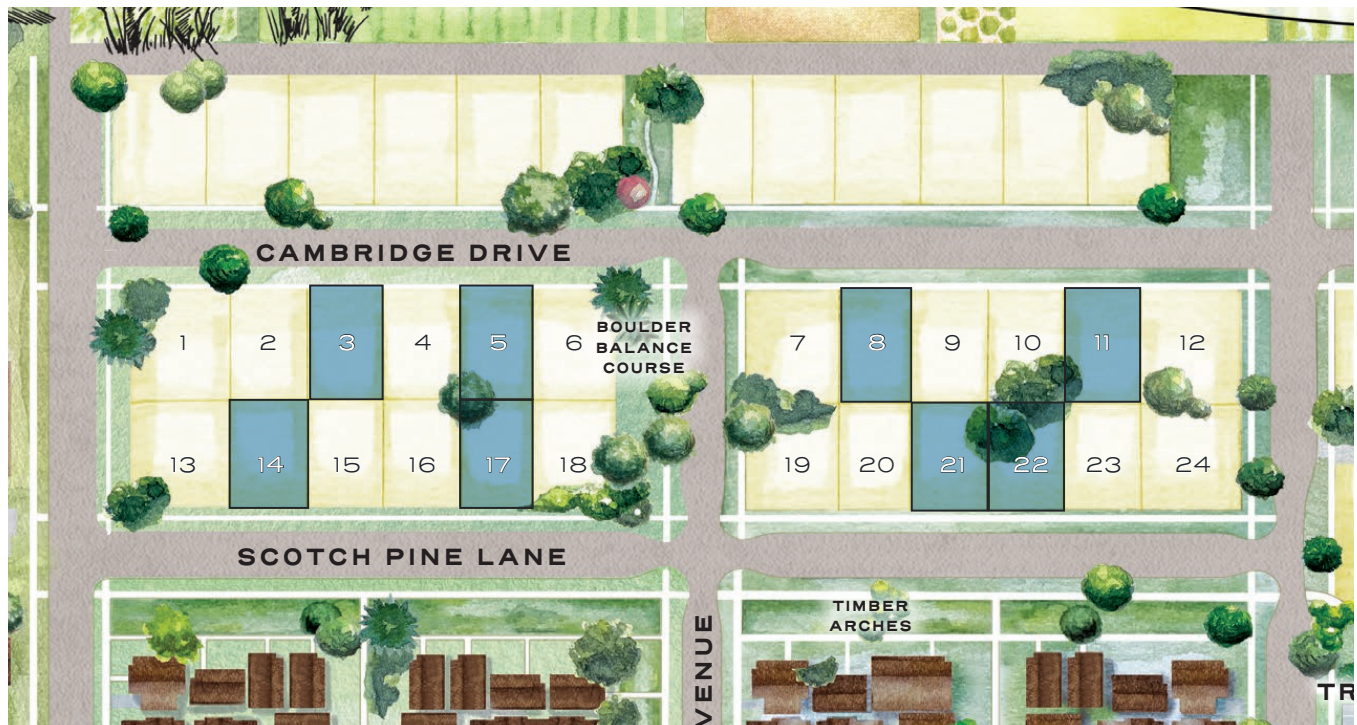 CAMBRIDGE DRIVE
1 2 3 4 5 6
BOULDER
BALANCE
COURSE
7 8 9 10 11 12
13 14 15 16 17 18
19 20 21 22 23 24
SCOTCH PINE LANE
TIMBER
ARCHES
VENUE
TR